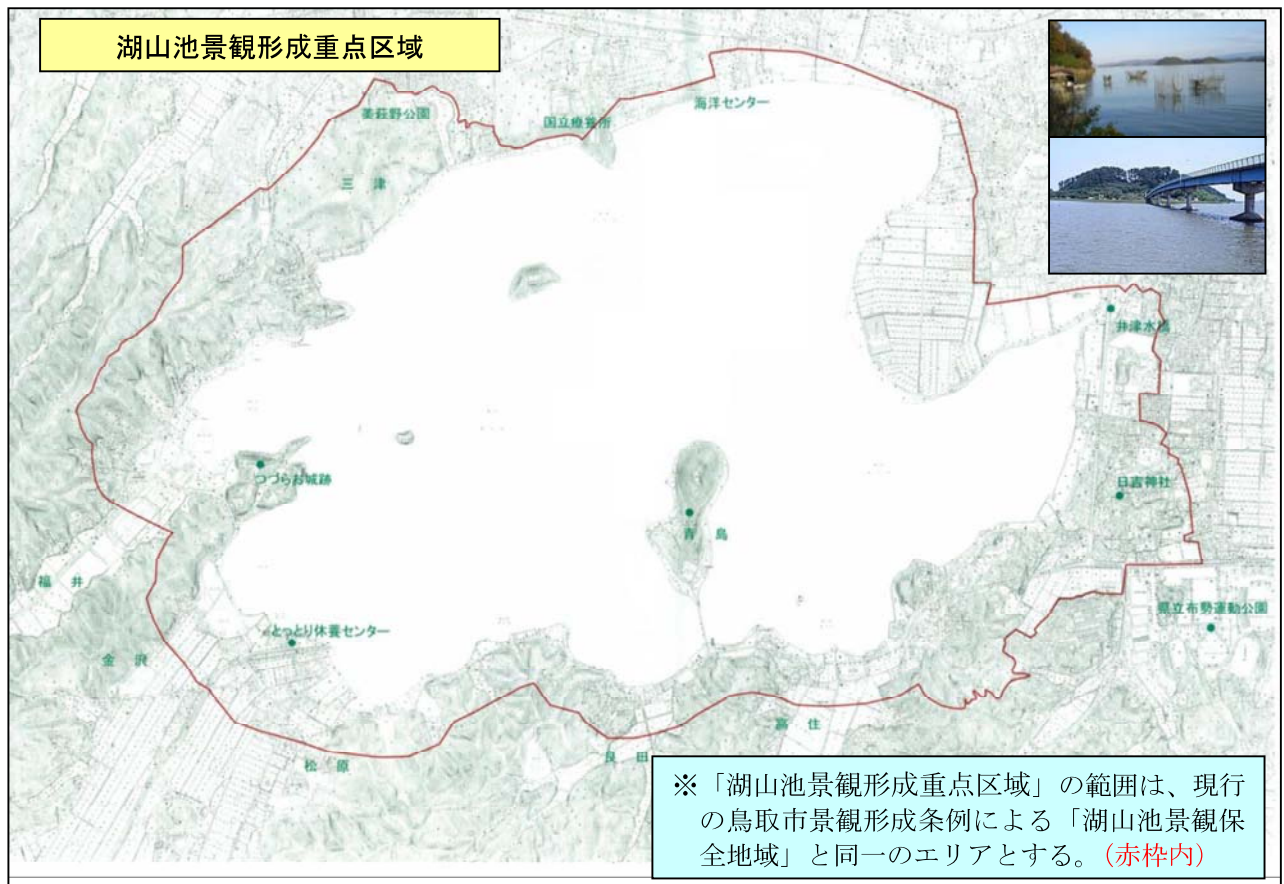 湖山池景観形成重点区域
海洋センター
美萩野公園
国立療養所
三津
井津水橋
つづらお城跡
日吉神社
青島
福井
県立布勢運動公園
とっとり休養センター
金沢
高住
良田
松原
※「湖山池景観形成重点区域」の範囲は、現行
の鳥取市景観形成条例による「湖山池景観保
全地域」と同一のエリアとする。(赤枠内)